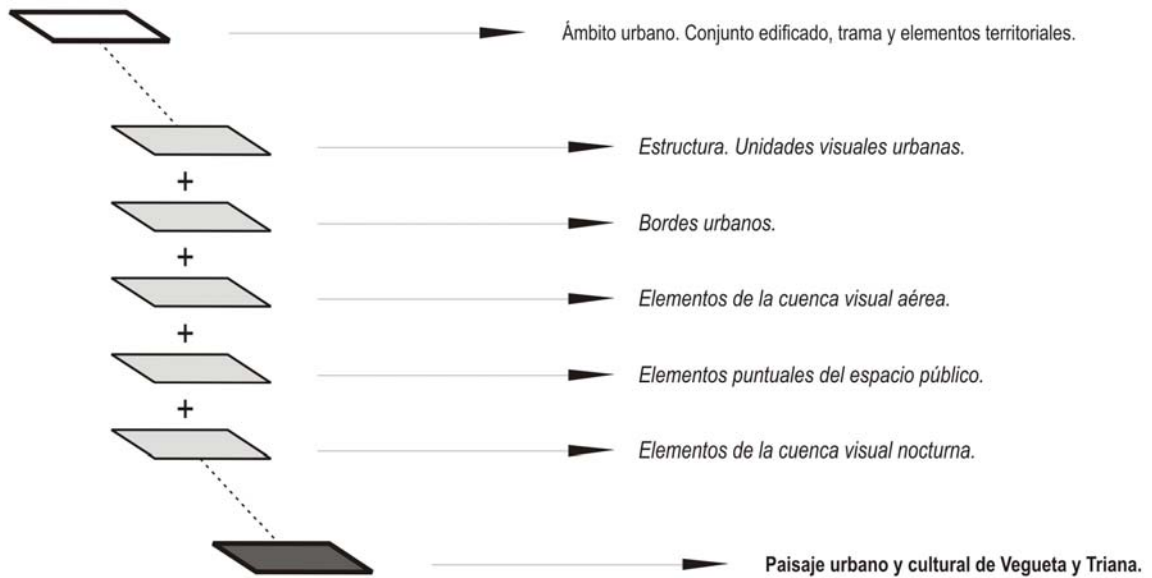 Ámbito urbano. Conjunto edificado, trama y elementos territoriales.
Estructura. Unidades visuales urbanas.
+
Bordes urbanos.
+
Elementos de la cuenca visual aérea.
+
Elementos puntuales del espacio público.
+
Elementos de la cuenca visual nocturna.
Paisaje urbano y cultural de Vegueta y Triana.